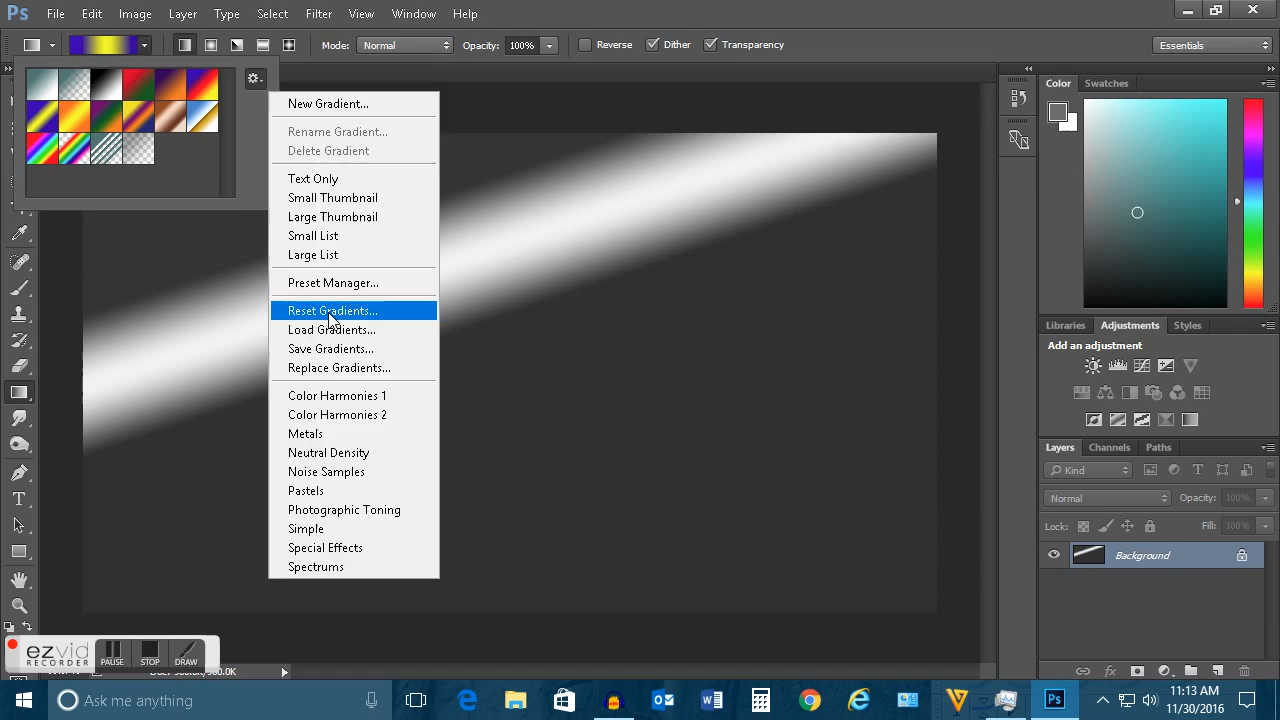 Ps File Edit Image Layer Type Select Filter View Window Help
Mode: Normal Opacity: 100% Reverse Dither Transparency Essentials
New Gradient...
Rename Gradient...
Delete Gradient
Text Only
Small Thumbnail
Large Thumbnail
Small List
Large List
Preset Manager...
Reset Gradients...
Load Gradients...
Save Gradients...
Replace Gradients...
Color Harmonies 1
Color Harmonies 2
Metals
Neutral Density
Noise Samples
Pastels
Photographic Toning
Simple
Special Effects
Spectrums
Color Swatches
Libraries Adjustments Styles
Add an adjustment
Layers Channels Paths
Kind
Normal Opacity: 100%
Lock: Fill: 100%
Background
ezvid
RECORDER
PAUSE STOP DRAW
Ask me anything
11:13 AM
11/30/2016